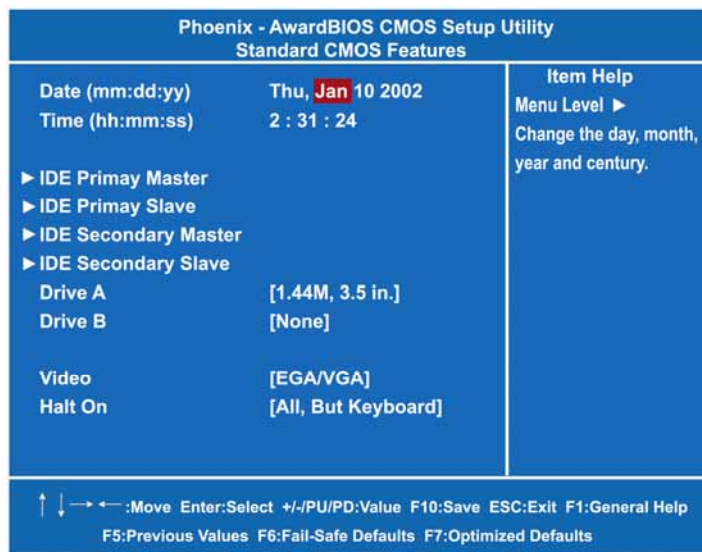 Phoenix - AwardBIOS CMOS Setup Utility
Standard CMOS Features
Date (mm:dd:yy) Thu, Jan 10 2002
Time (hh:mm:ss) 2 : 31 : 24
►IDE Primay Master
►IDE Primay Slave
►IDE Secondary Master
►IDE Secondary Slave
Drive A [1.44M, 3.5 in.]
Drive B [None]
Video [EGA/VGA]
Halt On [All, But Keyboard]
Item Help
Menu Level ►
Change the day, month,
year and century.
↑ ↓ → ← :Move Enter:Select +/-/PU/PD:Value F10:Save ESC:Exit F1:General Help
F5:Previous Values F6:Fail-Safe Defaults F7:Optimized Defaults